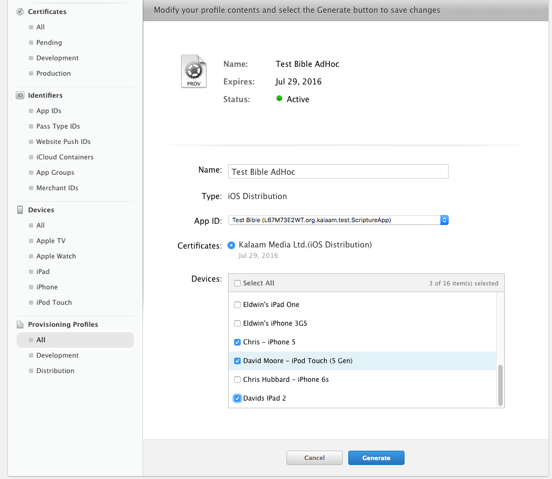 Certificates
All
Pending
Development
Production
Identifiers
App IDs
Pass Type IDs
Website Push IDs
iCloud Containers
App Groups
Merchant IDs
Devices
All
Apple TV
Apple Watch
iPad
iPhone
iPod Touch
Provisioning Profiles
All
Development
Distribution
Modify your profile contents and select the Generate button to save changes
PROV
Name: Test Bible AdHoc
Expires: Jul 29, 2016
Status: Active
Name: Test Bible AdHoc
Type: iOS Distribution
App ID: Test Bible (L67M73E2WT.org.kalaam.test.ScriptureApp)
Certificates: Kalaam Media Ltd.(iOS Distribution)
Jul 29, 2016
Devices: Select All 3 of 16 item(s) selected
Eldwin's iPad One
Eldwin's iPhone 3GS
Chris - iPhone 5
David Moore - iPod Touch (5 Gen)
Chris Hubbard - iPhone 6s
Davids IPad 2
Cancel Generate